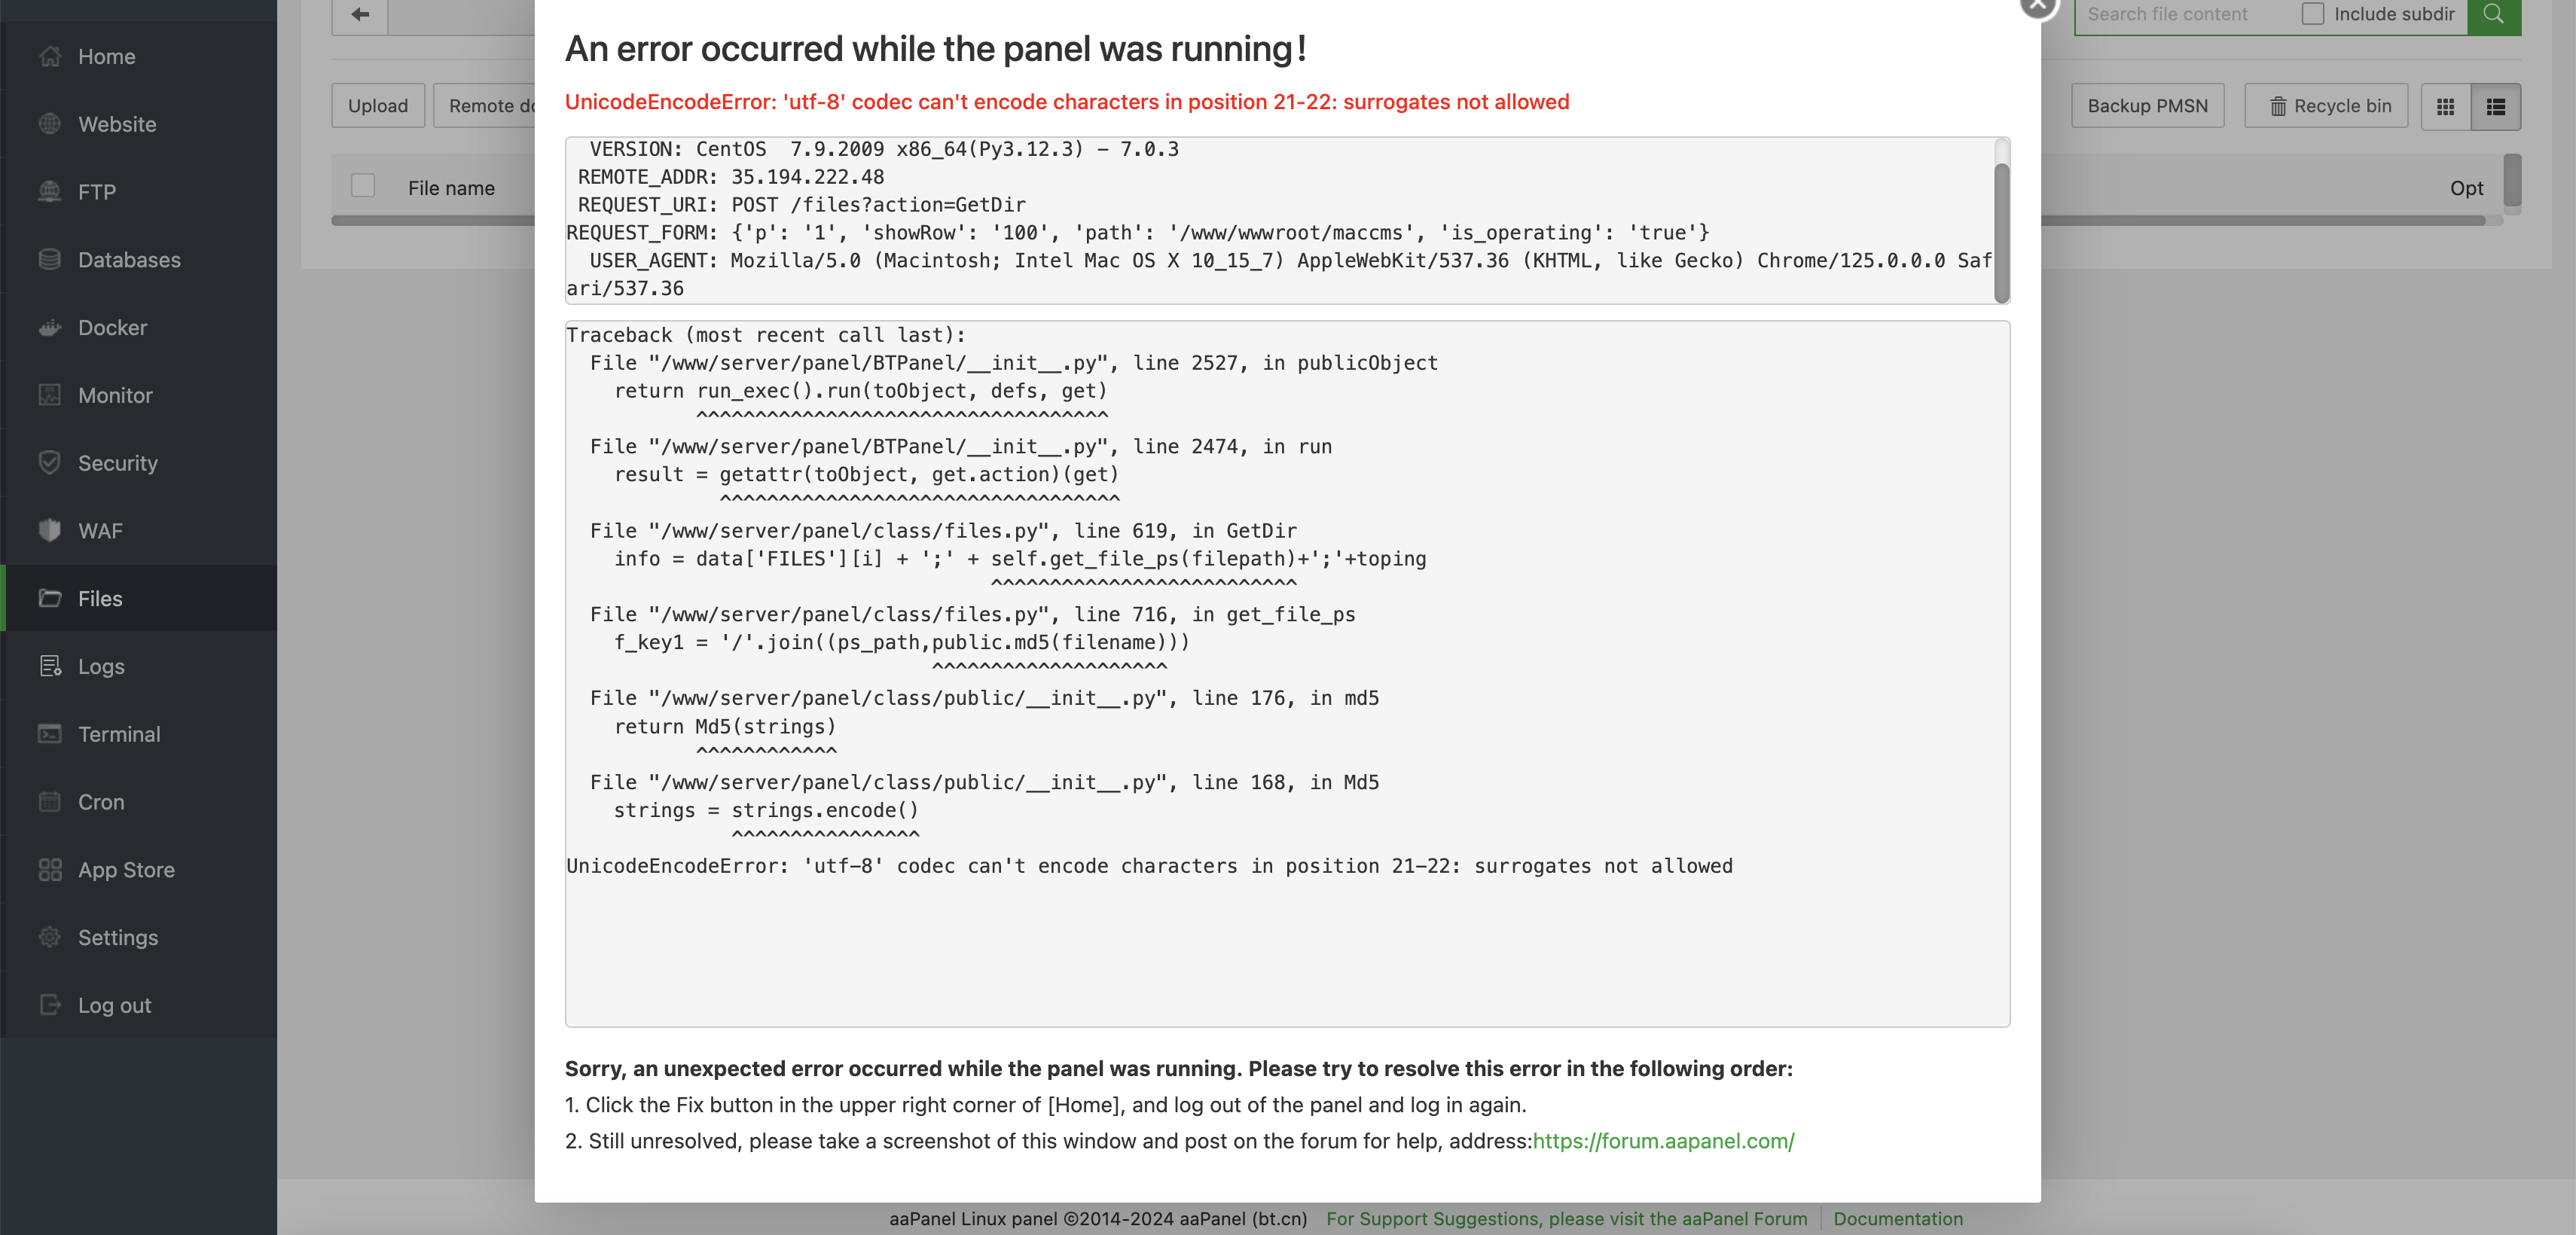 Home
Website
FTP
Databases
Docker
Monitor
Security
WAF
Files
Logs
Terminal
Cron
App Store
Settings
Log out
Search file content
Include subdir
Upload
Remote
Backup PMSN
Recycle bin
File name
Opt
An error occurred while the panel was running!
UnicodeEncodeError: 'utf-8' codec can't encode characters in position 21-22: surrogates not allowed
VERSION: CentOS  7.9.2009 x86_64(Py3.12.3) - 7.0.3
REMOTE_ADDR: 35.194.222.48
REQUEST_URI: POST /files?action=GetDir
REQUEST_FORM: {'p': '1', 'showRow': '100', 'path': '/www/wwwroot/maccms', 'is_operating': 'true'}
USER_AGENT: Mozilla/5.0 (Macintosh; Intel Mac OS X 10_15_7) AppleWebKit/537.36 (KHTML, like Gecko) Chrome/125.0.0.0 Saf
ari/537.36
Traceback (most recent call last):
  File "/www/server/panel/BTPanel/__init__.py", line 2527, in publicObject
    return run_exec().run(toObject, defs, get)
           ^^^^^^^^^^^^^^^^^^^^^^^^^^^^^^^^^^^
  File "/www/server/panel/BTPanel/__init__.py", line 2474, in run
    result = getattr(toObject, get.action)(get)
             ^^^^^^^^^^^^^^^^^^^^^^^^^^^^^^^^^^
  File "/www/server/panel/class/files.py", line 619, in GetDir
    info = data['FILES'][i] + ';' + self.get_file_ps(filepath)+';'+toping
                                    ^^^^^^^^^^^^^^^^^^^^^^^^^^
  File "/www/server/panel/class/files.py", line 716, in get_file_ps
    f_key1 = '/'.join((ps_path,public.md5(filename)))
                               ^^^^^^^^^^^^^^^^^^^^
  File "/www/server/panel/class/public/__init__.py", line 176, in md5
    return Md5(strings)
           ^^^^^^^^^^^^
  File "/www/server/panel/class/public/__init__.py", line 168, in Md5
    strings = strings.encode()
              ^^^^^^^^^^^^^^^^
UnicodeEncodeError: 'utf-8' codec can't encode characters in position 21-22: surrogates not allowed
Sorry, an unexpected error occurred while the panel was running. Please try to resolve this error in the following order:
1. Click the Fix button in the upper right corner of [Home], and log out of the panel and log in again.
2. Still unresolved, please take a screenshot of this window and post on the forum for help, address:https://forum.aapanel.com/
aaPanel Linux panel ©2014-2024 aaPanel (bt.cn)  For Support Suggestions, please visit the aaPanel Forum  Documentation